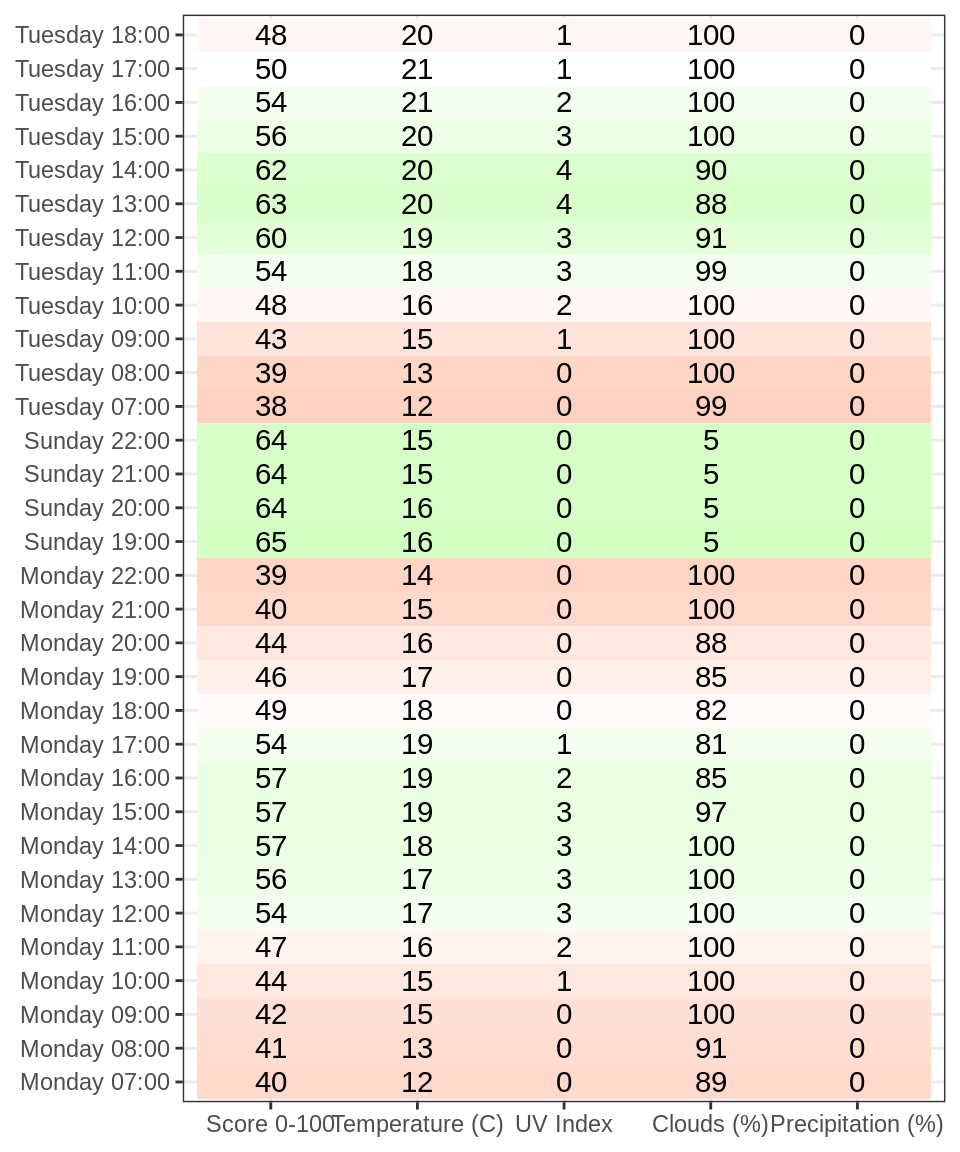 Tuesday 18:00 48 20 1 100 0
Tuesday 17:00 50 21 1 100 0
Tuesday 16:00 54 21 2 100 0
Tuesday 15:00 56 20 3 100 0
Tuesday 14:00 62 20 4 90 0
Tuesday 13:00 63 20 4 88 0
Tuesday 12:00 60 19 3 91 0
Tuesday 11:00 54 18 3 99 0
Tuesday 10:00 48 16 2 100 0
Tuesday 09:00 43 15 1 100 0
Tuesday 08:00 39 13 0 100 0
Tuesday 07:00 38 12 0 99 0
Sunday 22:00 64 15 0 5 0
Sunday 21:00 64 15 0 5 0
Sunday 20:00 64 16 0 5 0
Sunday 19:00 65 16 0 5 0
Monday 22:00 39 14 0 100 0
Monday 21:00 40 15 0 100 0
Monday 20:00 44 16 0 88 0
Monday 19:00 46 17 0 85 0
Monday 18:00 49 18 0 82 0
Monday 17:00 54 19 1 81 0
Monday 16:00 57 19 2 85 0
Monday 15:00 57 19 3 97 0
Monday 14:00 57 18 3 100 0
Monday 13:00 56 17 3 100 0
Monday 12:00 54 17 3 100 0
Monday 11:00 47 16 2 100 0
Monday 10:00 44 15 1 100 0
Monday 09:00 42 15 0 100 0
Monday 08:00 41 13 0 91 0
Monday 07:00 40 12 0 89 0
Score 0-100 Temperature (C) UV Index Clouds (%) Precipitation (%)